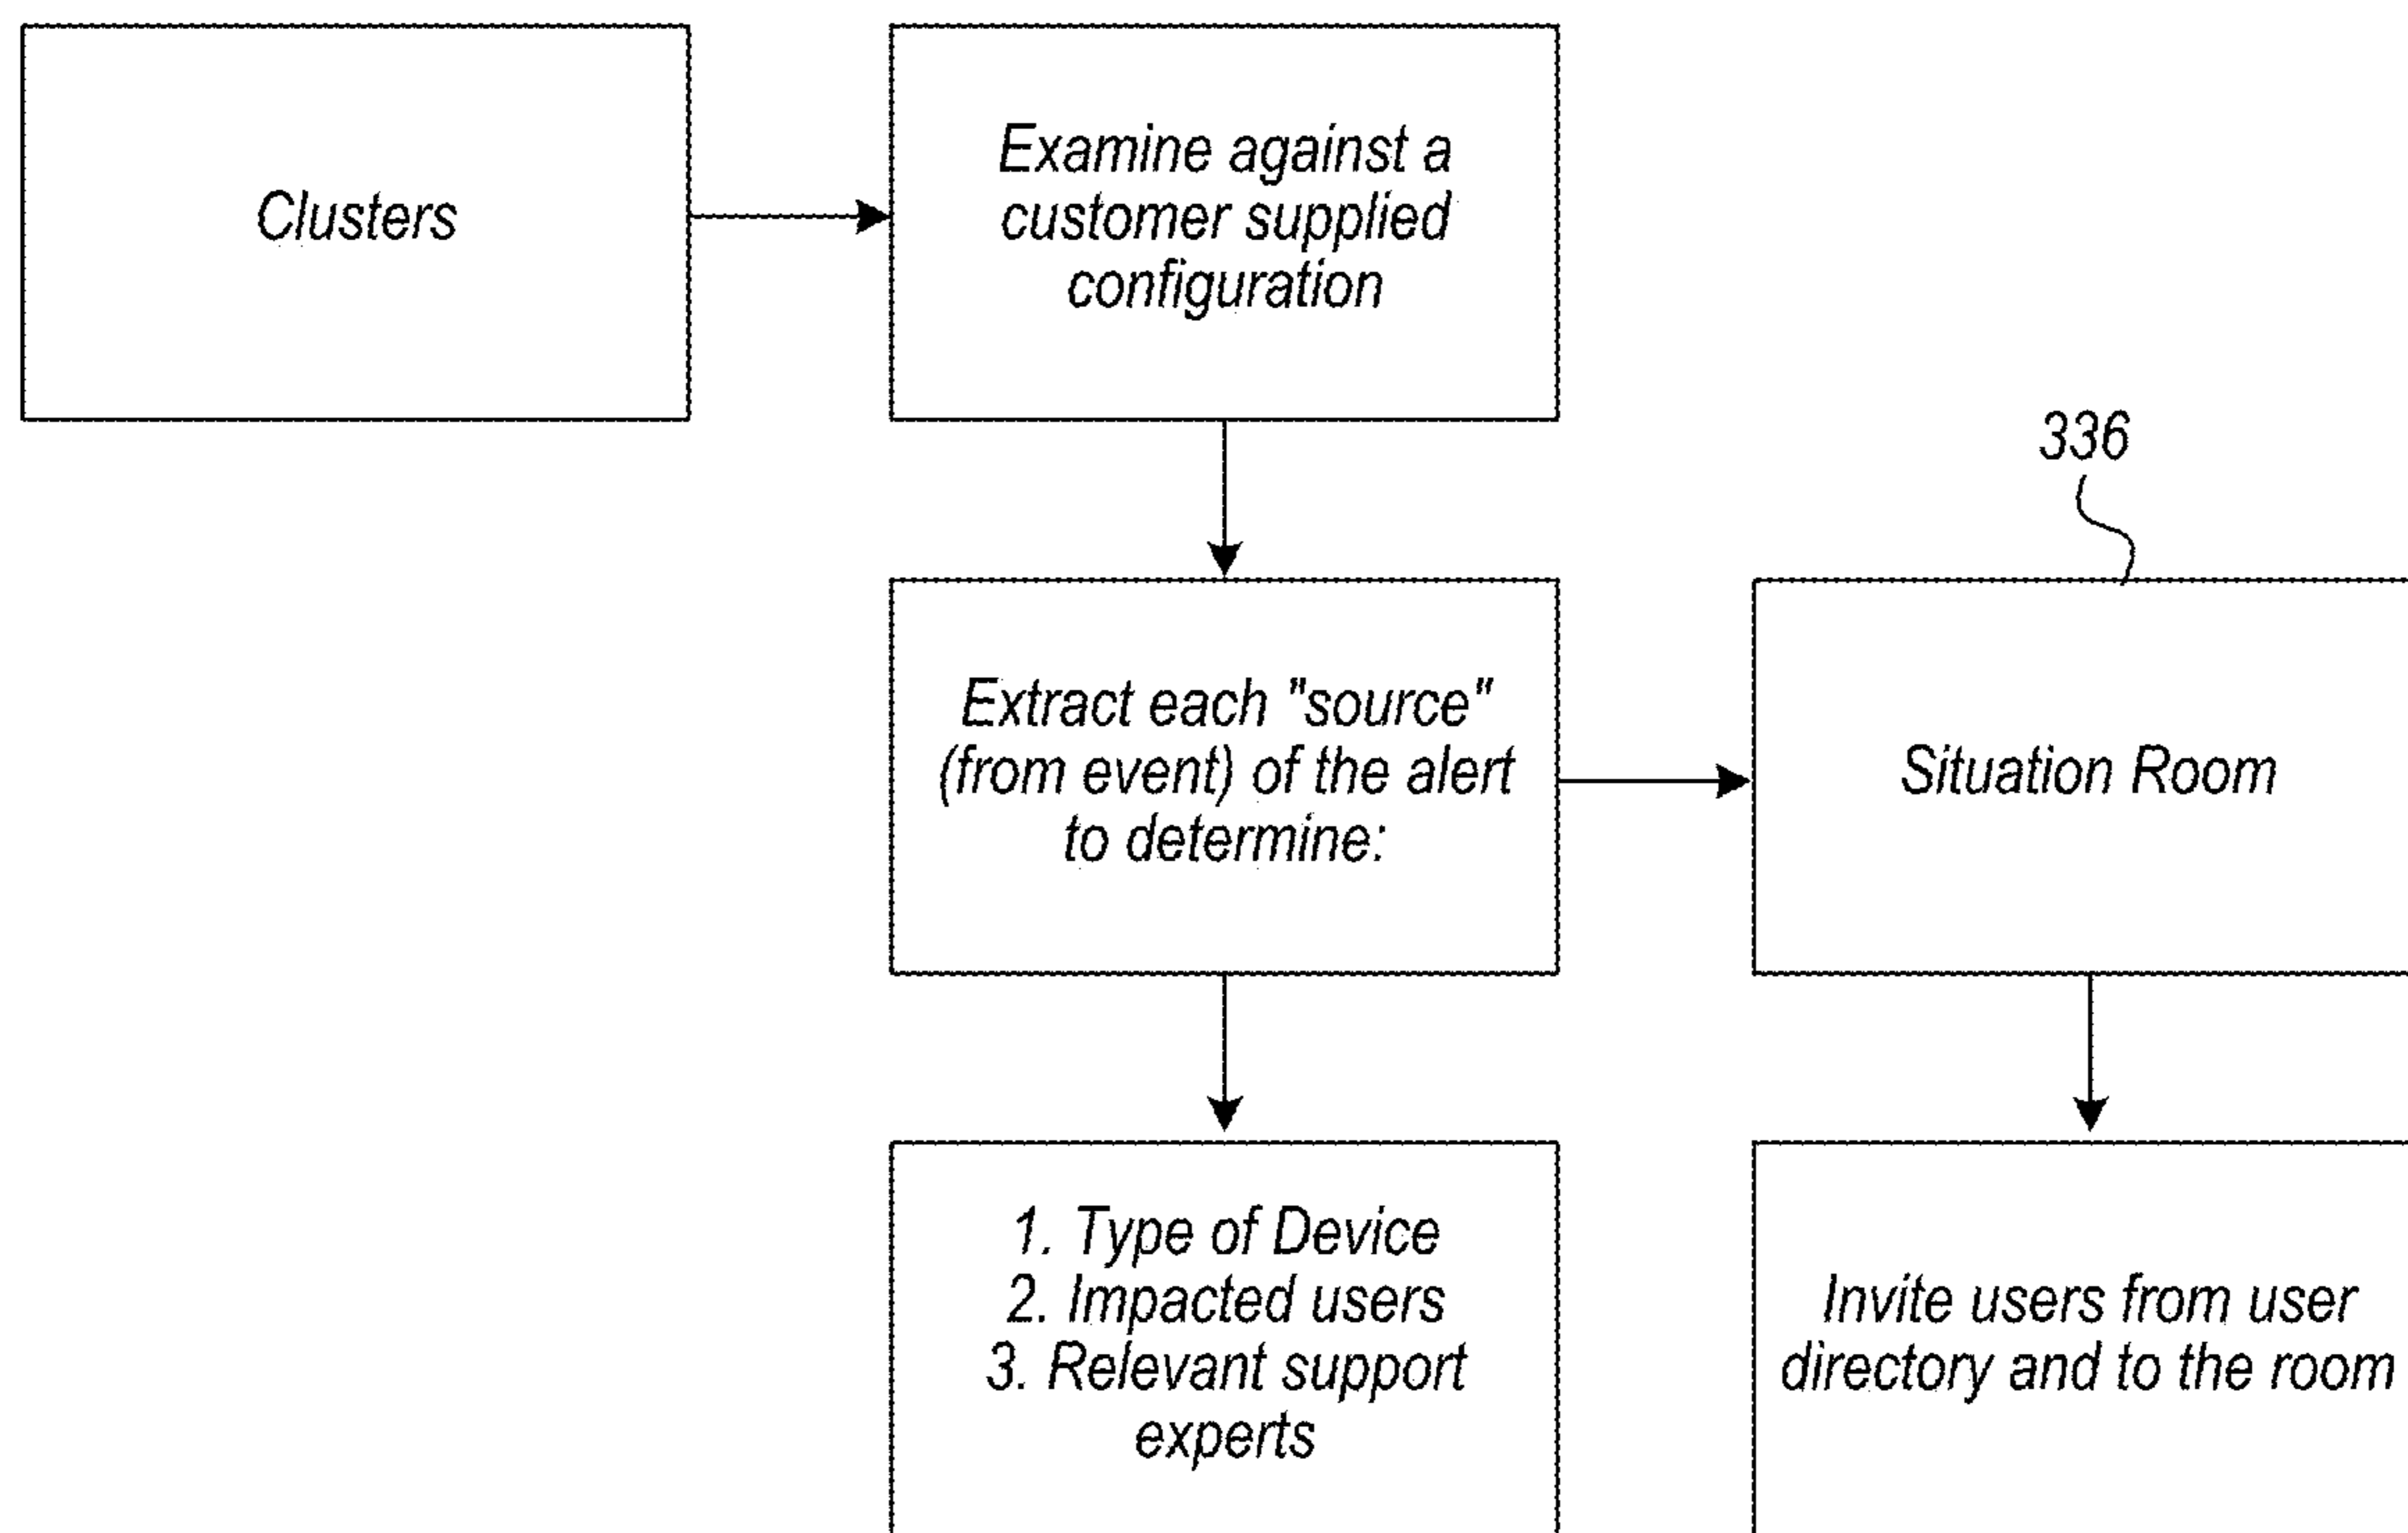 Clusters
Examine against a
customer supplied
configuration
336
Extract each "source"
(from event) of the alert
to determine:
Situation Room
1. Type of Device
2. Impacted users
3. Relevant support
experts
Invite users from user
directory and to the room